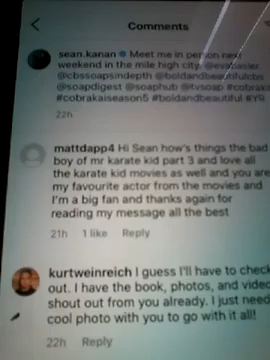 Comments
sean.kanan Meet me in person next
weekend in the mile high city. @evabasler
@cbssoapsindepth @boldandbeautifulcbs
@soapdigest @soaphub @tvsoap #cobrak
#cobrakaiseason5 #boldandbeautiful #YR
22h
mattdapp4 Hi Sean how's things the bad
boy of mr karate kid part 3 and love all
the karate kid movies as well and you are
my favourite actor from the movies and
I'm a big fan and thanks again for
reading my message all the best
21h 1 like Reply
kurtweinreich I guess I'll have to check
out. I have the book, photos, and video
shout out from you already. I just need
cool photo with you to go with it all!
22h Reply